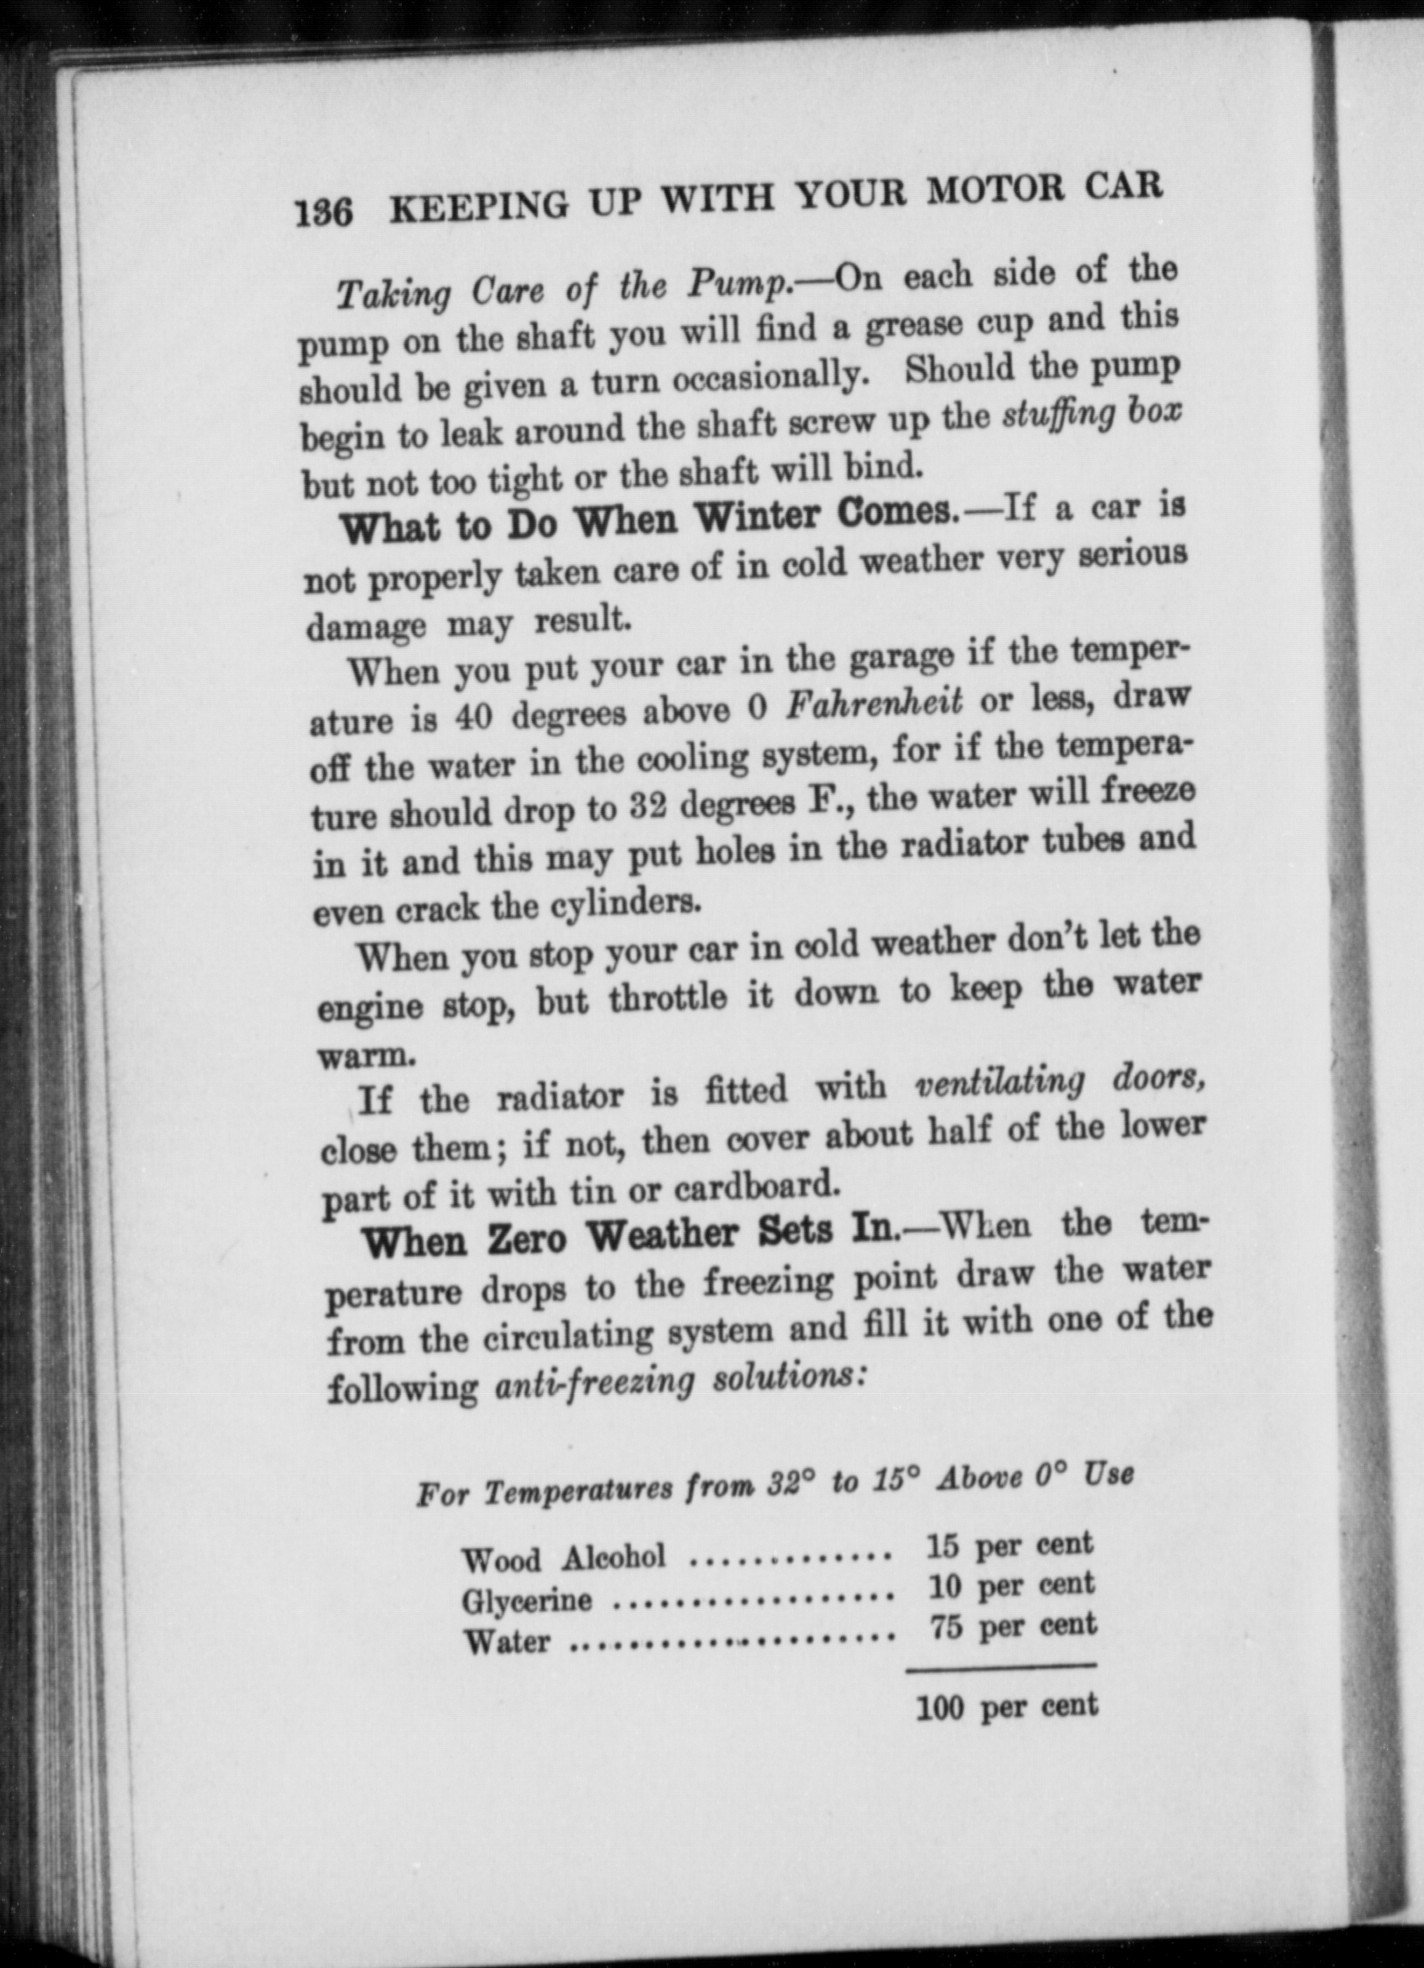 136 KEEPING UP WITH YOUR MOTOR CAR
Taking Care of the Pump.—On each side of the
pump on the shaft you will find a grease cup and this
should be given a turn occasionally. Should the pump
begin to leak around the shaft screw up the stuffing box
but not too tight or the shaft will bind.
What to Do When Winter Comes.—If a car is
not properly taken care of in cold weather very serious
damage may result.
When you put your car in the garage if the temper-
ature is 40 degrees above 0 Fahrenheit or less, draw
off the water in the cooling system, for if the tempera-
ture should drop to 32 degrees F., the water will freeze
in it and this may put holes in the radiator tubes and
even crack the cylinders.
When you stop your car in cold weather don't let the
engine stop, but throttle it down to keep the water
warm.
If the radiator is fitted with ventilating doors,
close them; if not, then cover about half of the lower
part of it with tin or cardboard.
When Zero Weather Sets In.—When the tem-
perature drops to the freezing point draw the water
from the circulating system and fill it with one of the
following anti-freezing solutions:
For Temperatures from 32° to 15° Above 0° Use
Wood Alcohol ............. 15 per cent
Glycerine .................. 10 per cent
Water ..................... 75 per cent
100 per cent